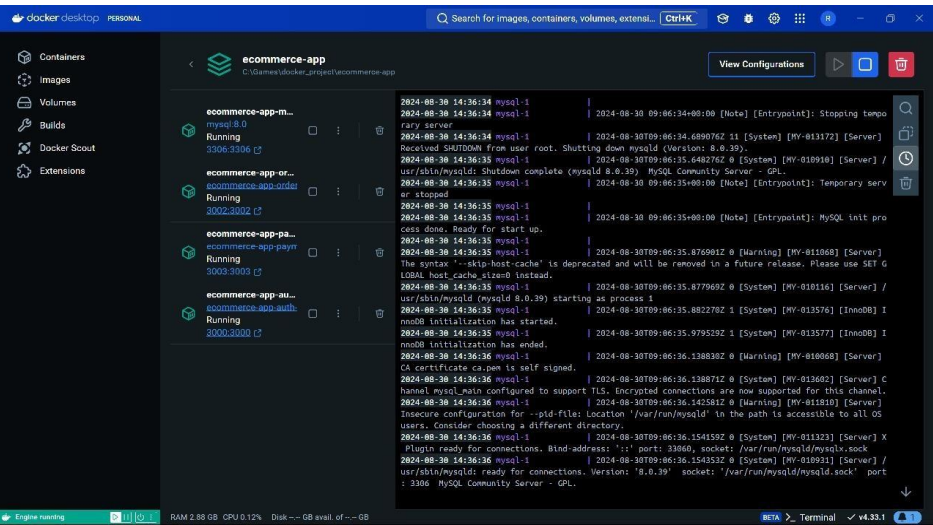 docker desktop PERSONAL
Search for images, containers, volumes, extensi... Ctrl+K
R
Containers
Images
Volumes
Builds
Docker Scout
Extensions
ecommerce-app
C:\Games\docker_project\ecommerce-app
View Configurations
ecommerce-app-m...
mysql:8.0
Running
3306:3306
ecommerce-app-or...
ecommerce-app-order
Running
3002:3002
ecommerce-app-pa...
ecommerce-app-paym
Running
3003:3003
ecommerce-app-au...
ecommerce-app-auth-
Running
3000:3000
2024-08-30 14:36:34 mysql-1 |
2024-08-30 14:36:34 mysql-1 | 2024-08-30 09:06:34+00:00 [Note] [Entrypoint]: Stopping tempo
rary server
2024-08-30 14:36:34 mysql-1 | 2024-08-30T09:06:34.689076Z 11 [System] [MY-013172] [Server]
Received SHUTDOWN from user root. Shutting down mysqld (Version: 8.0.39).
2024-08-30 14:36:35 mysql-1 | 2024-08-30T09:06:35.648276Z 0 [System] [MY-010910] [Server] /
usr/sbin/mysqld: Shutdown complete (mysqld 8.0.39) MySQL Community Server - GPL.
2024-08-30 14:36:35 mysql-1 | 2024-08-30 09:06:35+00:00 [Note] [Entrypoint]: Temporary serv
er stopped
2024-08-30 14:36:35 mysql-1 |
2024-08-30 14:36:35 mysql-1 | 2024-08-30 09:06:35+00:00 [Note] [Entrypoint]: MySQL init pro
cess done. Ready for start up.
2024-08-30 14:36:35 mysql-1 |
2024-08-30 14:36:35 mysql-1 | 2024-08-30T09:06:35.876901Z 0 [Warning] [MY-011068] [Server]
The syntax '--skip-host-cache' is deprecated and will be removed in a future release. Please use SET G
LOBAL host_cache_size=0 instead.
2024-08-30 14:36:35 mysql-1 | 2024-08-30T09:06:35.877969Z 0 [System] [MY-010116] [Server] /
usr/sbin/mysqld (mysqld 8.0.39) starting as process 1
2024-08-30 14:36:35 mysql-1 | 2024-08-30T09:06:35.882270Z 1 [System] [MY-013576] [InnoDB] I
nnoDB initialization has started.
2024-08-30 14:36:35 mysql-1 | 2024-08-30T09:06:35.979529Z 1 [System] [MY-013577] [InnoDB] I
nnoDB initialization has ended.
2024-08-30 14:36:36 mysql-1 | 2024-08-30T09:06:36.138830Z 0 [Warning] [MY-010068] [Server]
CA certificate ca.pem is self signed.
2024-08-30 14:36:36 mysql-1 | 2024-08-30T09:06:36.138871Z 0 [System] [MY-013602] [Server] C
hannel mysql_main configured to support TLS. Encrypted connections are now supported for this channel.
2024-08-30 14:36:36 mysql-1 | 2024-08-30T09:06:36.142581Z 0 [Warning] [MY-011810] [Server]
Insecure configuration for --pid-file: Location '/var/run/mysqld' in the path is accessible to all OS
users. Consider choosing a different directory.
2024-08-30 14:36:36 mysql-1 | 2024-08-30T09:06:36.154159Z 0 [System] [MY-011323] [Server] X
Plugin ready for connections. Bind-address: '::' port: 33060, socket: /var/run/mysqld/mysqlx.sock
2024-08-30 14:36:36 mysql-1 | 2024-08-30T09:06:36.154353Z 0 [System] [MY-010931] [Server] /
usr/sbin/mysqld: ready for connections. Version: '8.0.39' socket: '/var/run/mysqld/mysqld.sock' port
: 3306 MySQL Community Server - GPL.
Engine running
RAM 2.88 GB CPU 0.12% Disk --.-- GB avail. of --.-- GB
BETA >_ Terminal v4.33.1 1